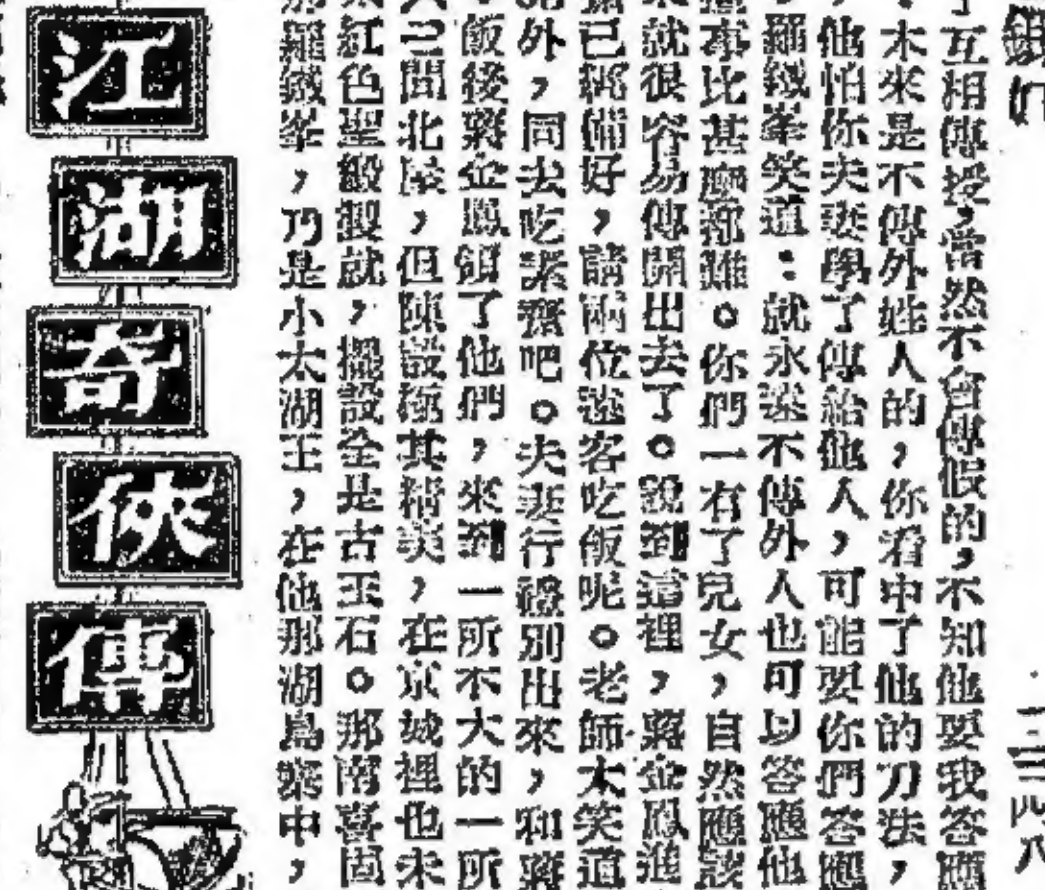 三四八
了互相傳授，當然不會傳假的，不知他要我答應
：本來是不傳外姓人的，你看中了他的刀法，
，他怕你夫妻學了傳給他人，可能要你們答應
羅鐵峯笑道：就永遠不傳外人也可以答應他
事比甚麼都難。你們一有了兒女，自然應該
就很容易傳開出去了。說到這裡，蔣金鳳進
已經備好，請兩位遠客吃飯呢。老師太笑道
外，同去吃素齋吧。夫妻行禮別出來，和蔣
飯後蔣金鳳領了他們，來到一所不大的一所
之間北屋，但陳設極其精美，在京城裡也未
紅色緞製就，擺設全是古玉石。那南喜固
羅鐵峯，乃是小太湖王，在他那湖島寨中，
江湖奇俠傳